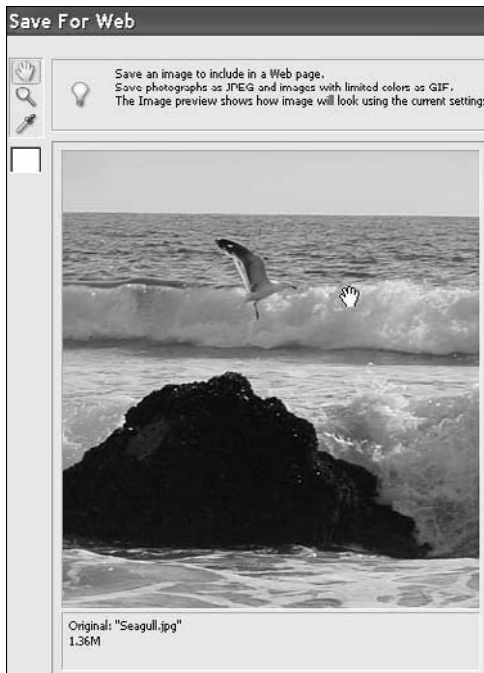 Save For Web
Save an image to include in a Web page.
Save photographs as JPEG and images with limited colors as GIF.
The Image preview shows how image will look using the current setting
Original: "Seagull.jpg"
1.36M